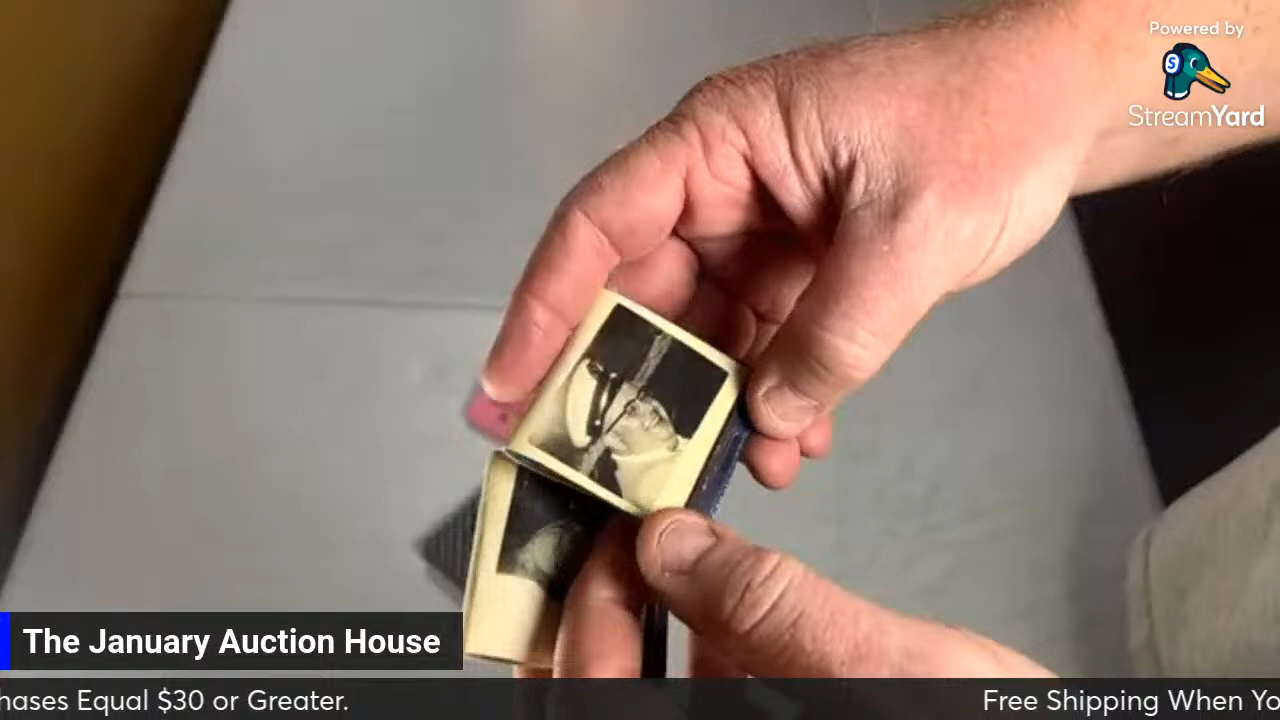 Powered by
StreamYard
The January Auction House
hases Equal $30 or Greater.
Free Shipping When Yo